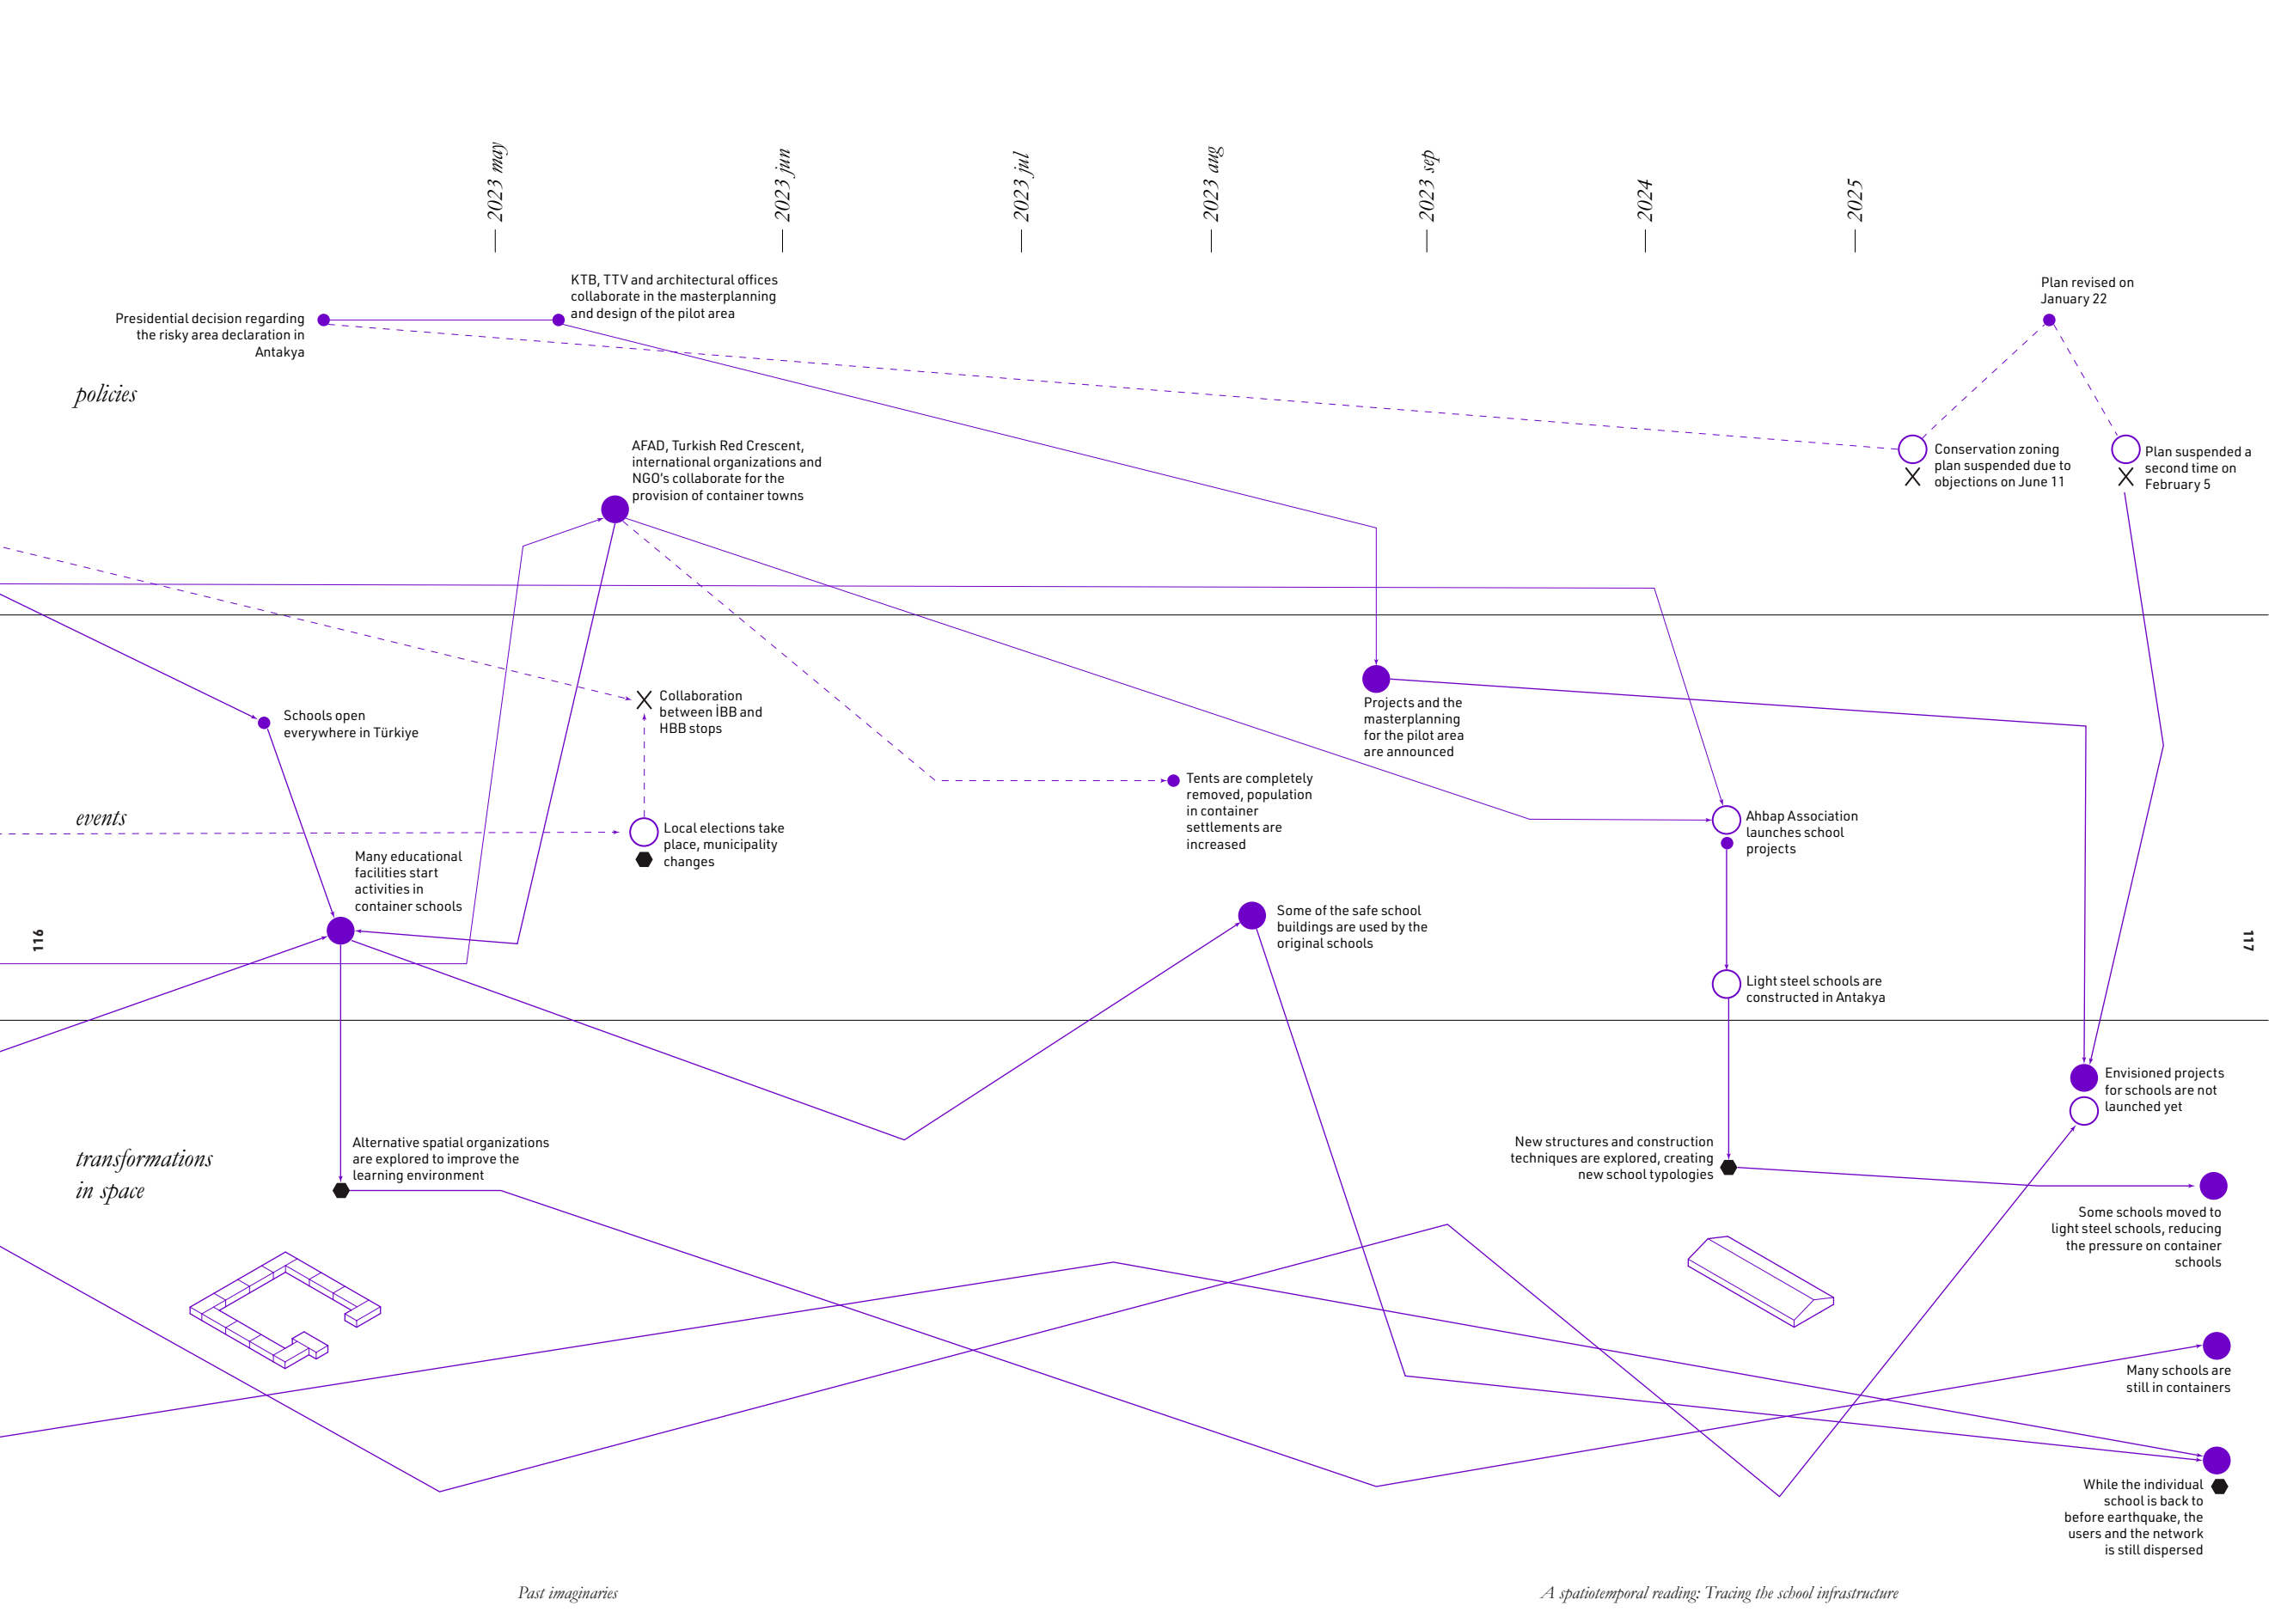 2023 may
2023 jun
2023 jul
2023 aug
2023 sep
2024
2025
KTB, TTV and architectural offices
collaborate in the masterplanning
and design of the pilot area
Presidential decision regarding
the risky area declaration in
Antakya
Plan revised on
January 22
policies
AFAD, Turkish Red Crescent,
international organizations and
NGO's collaborate for the
provision of container towns
Conservation zoning
plan suspended due to
objections on June 11
Plan suspended a
second time on
February 5
Schools open
everywhere in Türkiye
Collaboration
between İBB and
HBB stops
Projects and the
masterplanning
for the pilot area
are announced
Tents are completely
removed, population
in container
settlements are
increased
events
Local elections take
place, municipality
changes
Ahbap Association
launches school
projects
Many educational
facilities start
activities in
container schools
Some of the safe school
buildings are used by the
original schools
116
117
Light steel schools are
constructed in Antakya
Envisioned projects
for schools are not
launched yet
transformations
in space
Alternative spatial organizations
are explored to improve the
learning environment
New structures and construction
techniques are explored, creating
new school typologies
Some schools moved to
light steel schools, reducing
the pressure on container
schools
Many schools are
still in containers
While the individual
school is back to
before earthquake, the
users and the network
is still dispersed
Past imaginaries
A spatiotemporal reading: Tracing the school infrastructure